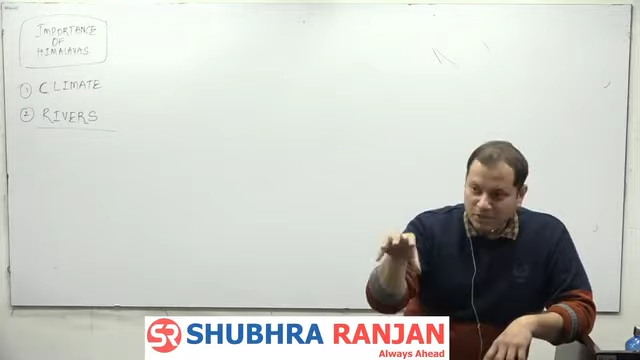 IMPORTANCE
OF
HIMALAYAS
① CLIMATE
② RIVERS
SR SHUBHRA RANJAN
Always Ahead